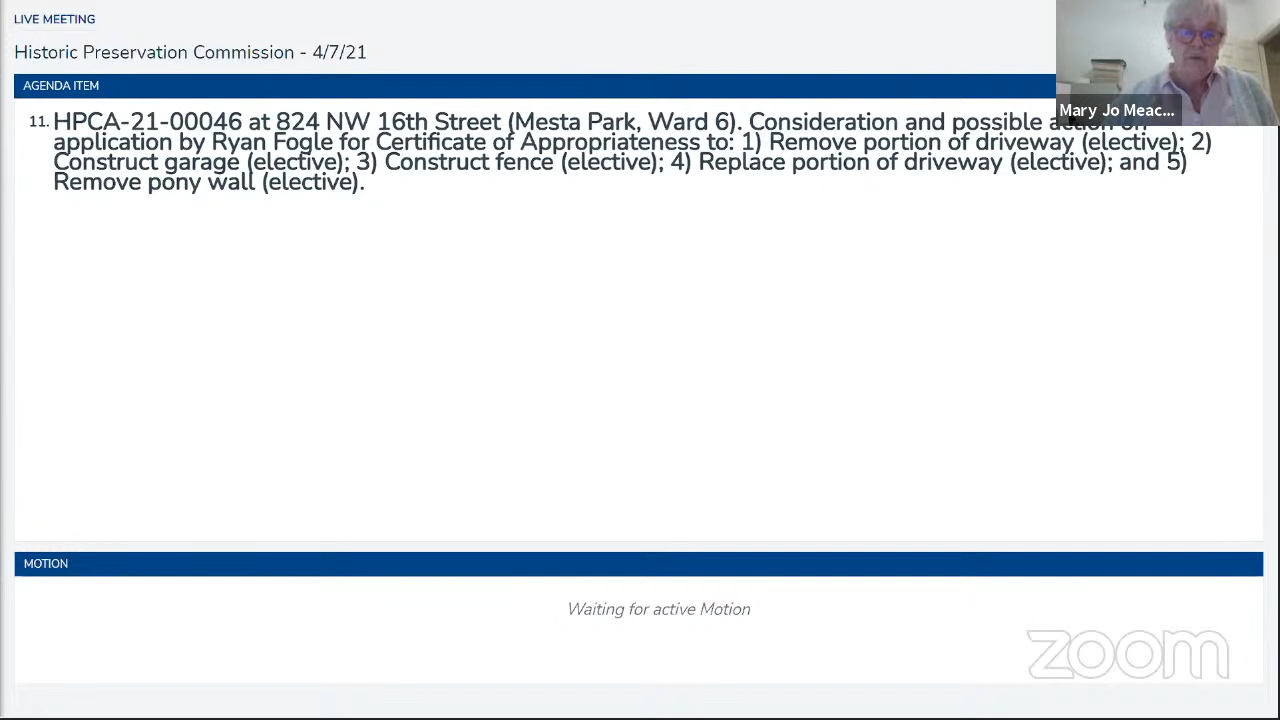 LIVE MEETING
Historic Preservation Commission - 4/7/21
AGENDA ITEM
Mary Jo Meac...
11. HPCA-21-00046 at 824 NW 16th Street (Mesta Park, Ward 6). Consideration and possible action on
application by Ryan Fogle for Certificate of Appropriateness to: 1) Remove portion of driveway (elective); 2)
Construct garage (elective); 3) Construct fence (elective); 4) Replace portion of driveway (elective); and 5)
Remove pony wall (elective).
MOTION
Waiting for active Motion
zoom